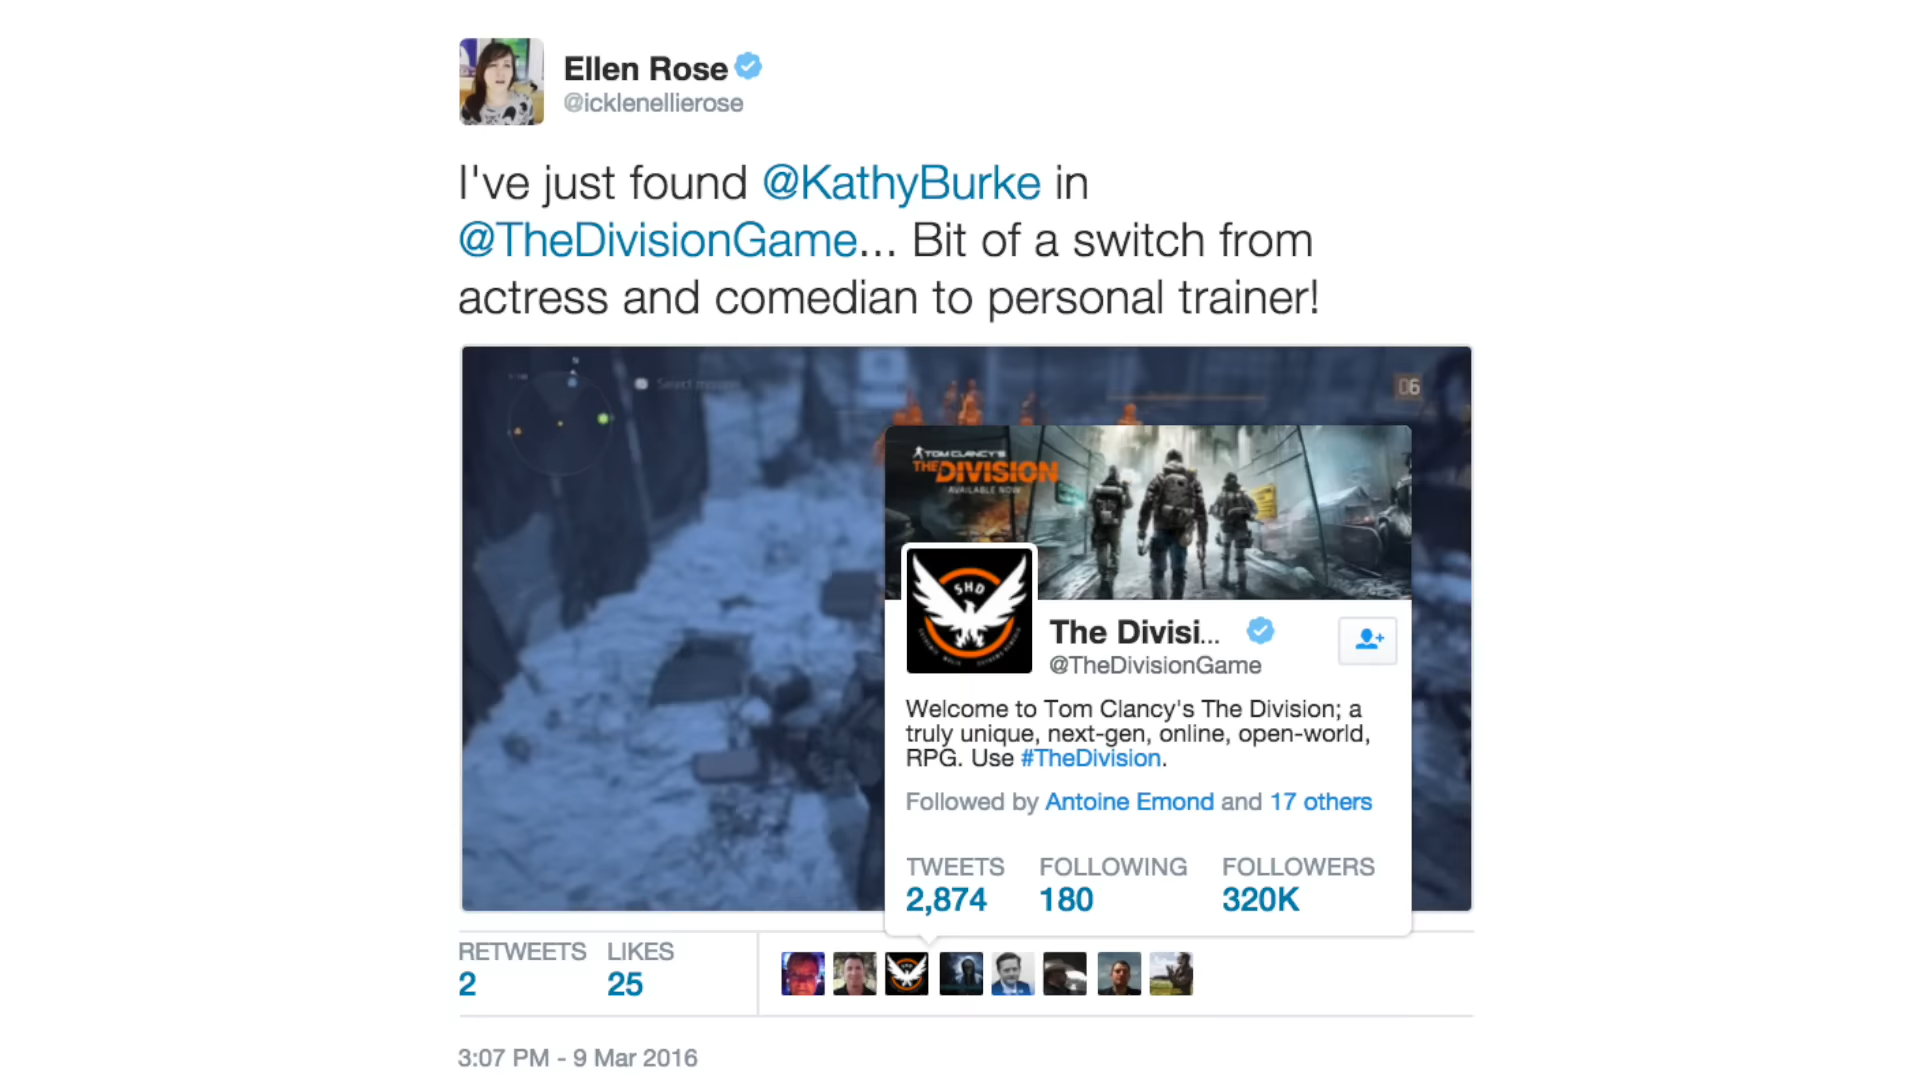 Ellen Rose
@icklenellierose
I've just found @KathyBurke in
@TheDivisionGame... Bit of a switch from
actress and comedian to personal trainer!
Select mission
06
TOM CLANCY'S
THE DIVISION
AVAILABLE NOW
SHD
The Divisi...
@TheDivisionGame
Welcome to Tom Clancy's The Division; a
truly unique, next-gen, online, open-world,
RPG. Use #TheDivision.
Followed by Antoine Emond and 17 others
TWEETS FOLLOWING FOLLOWERS
2,874 180 320K
RETWEETS LIKES
2 25
3:07 PM - 9 Mar 2016